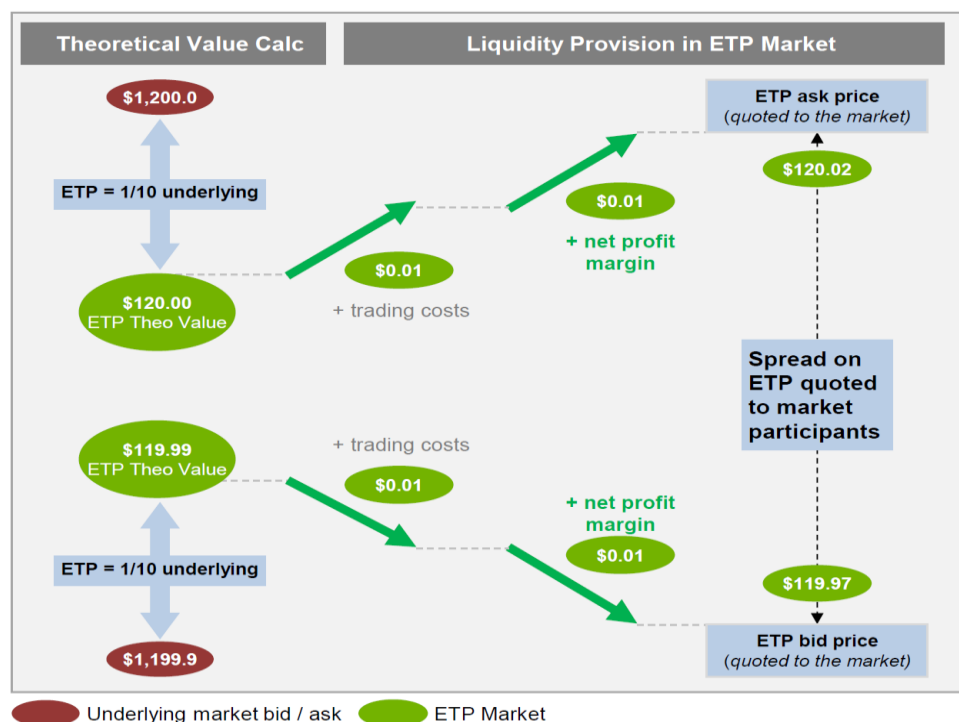 Theoretical Value Calc
Liquidity Provision in ETP Market
$1,200.0
ETP = 1/10 underlying
$120.00
ETP Theo Value
$0.01
+ trading costs
$0.01
+ net profit
margin
ETP ask price
(quoted to the market)
$120.02
Spread on
ETP quoted
to market
participants
$119.99
ETP Theo Value
+ trading costs
$0.01
+ net profit
margin
$0.01
ETP = 1/10 underlying
$1,199.9
$119.97
ETP bid price
(quoted to the market)
Underlying market bid / ask
ETP Market